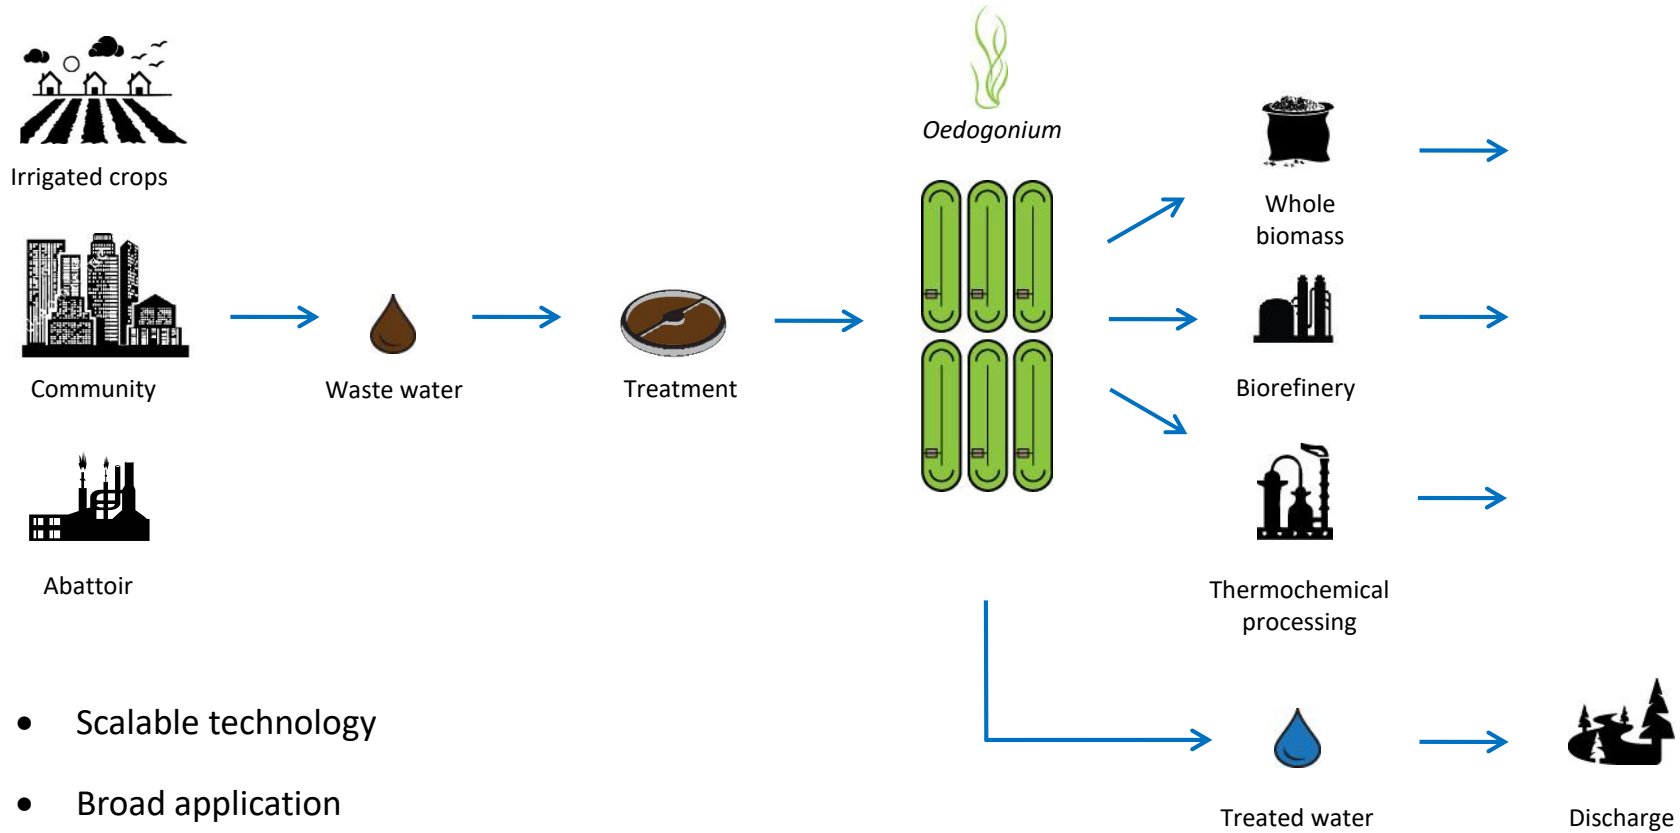 Oedogonium
Irrigated crops
Whole
biomass
Community
Waste water
Treatment
Biorefinery
Abattoir
Thermochemical
processing
• Scalable technology
• Broad application
Treated water
Discharge